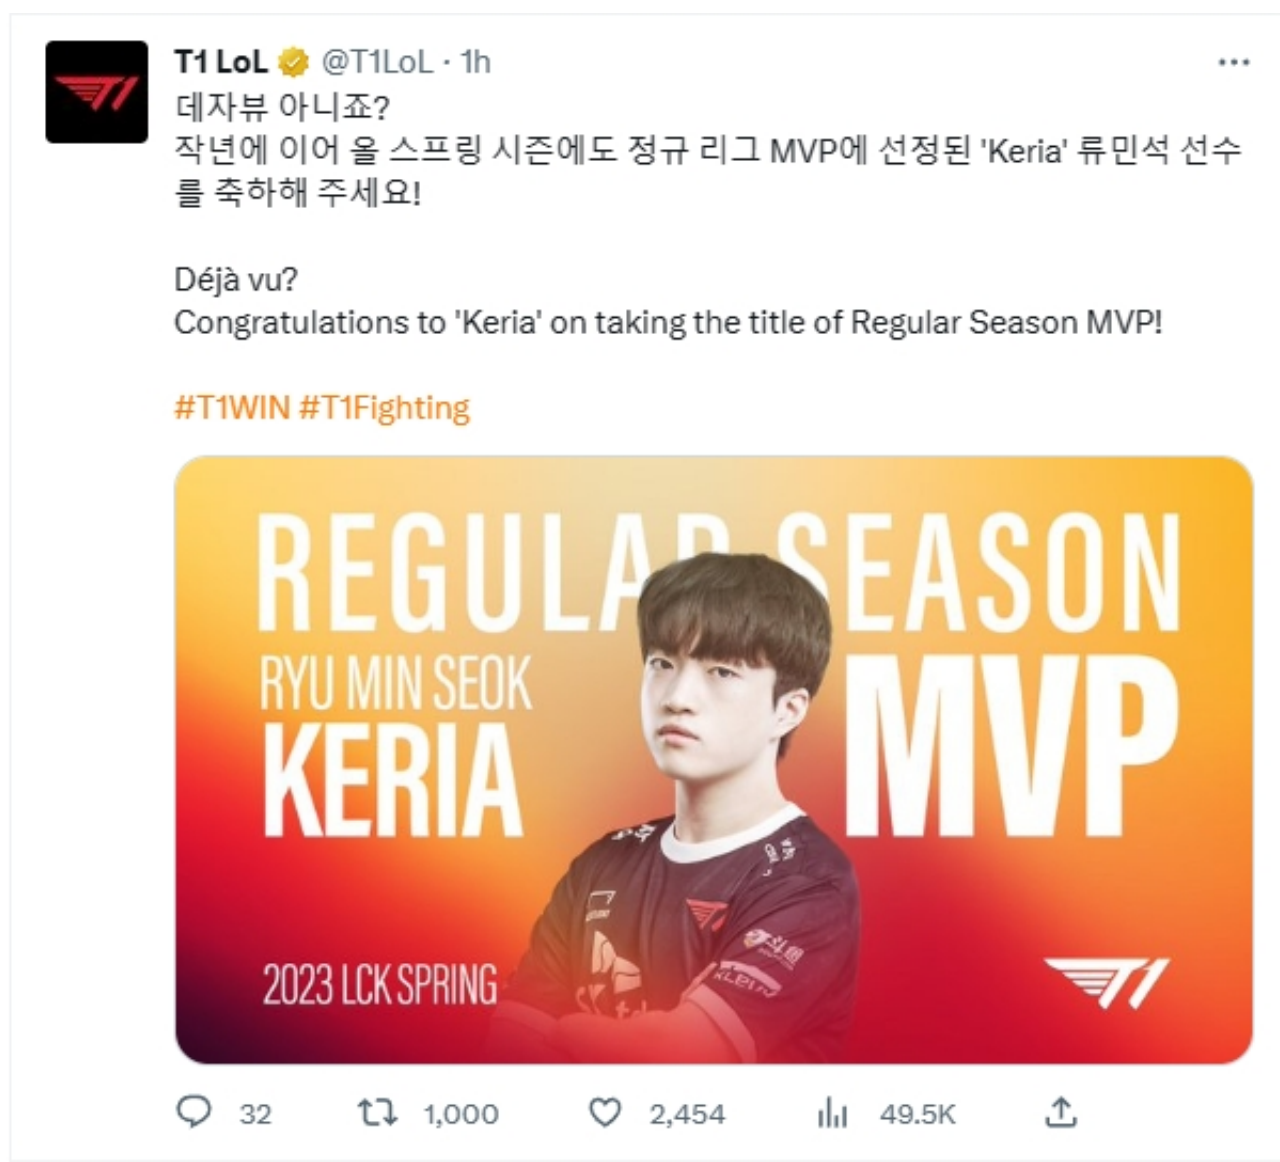 T1 LoL @T1LoL · 1h
데자뷰 아니죠?
작년에 이어 올 스프링 시즌에도 정규 리그 MVP에 선정된 'Keria' 류민석 선수
를 축하해 주세요!
Déjà vu?
Congratulations to 'Keria' on taking the title of Regular Season MVP!
#T1WIN #T1Fighting
REGULAR SEASON
RYU MIN SEOK
KERIA
MVP
2023 LCK SPRING
T1
32 1,000 2,454 49.5K